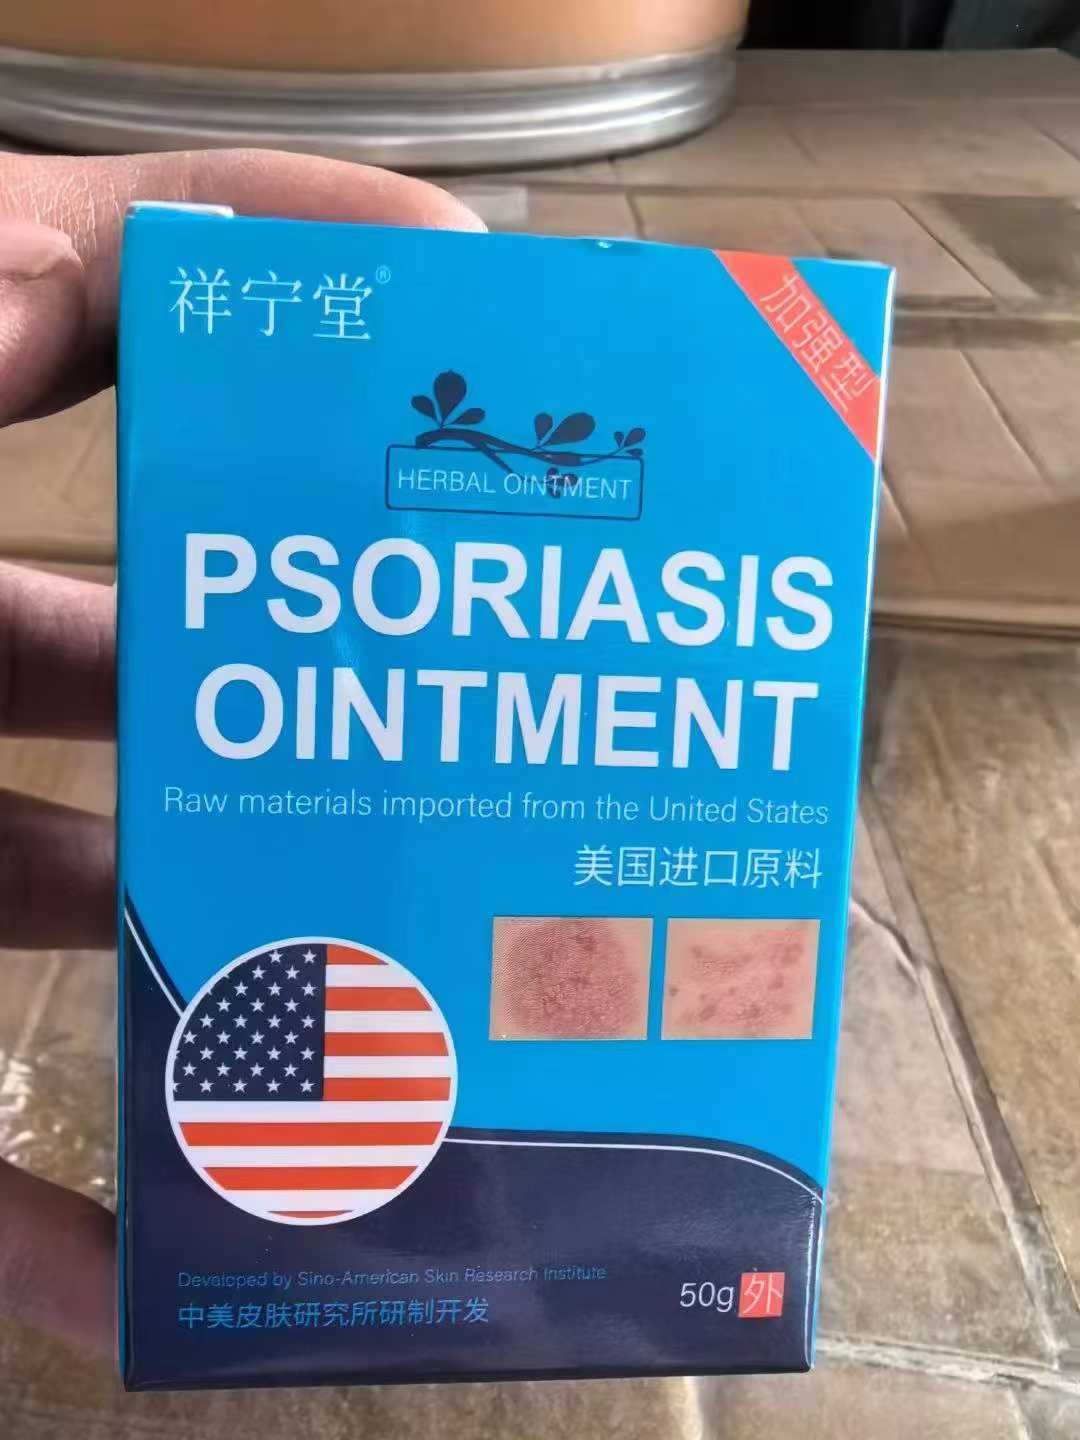 祥宁堂®
加强型
HERBAL OINTMENT
PSORIASIS
OINTMENT
Raw materials imported from the United States
美国进口原料
Developed by Sino-American Skin Research Institute
中美皮肤研究所研制开发
50g 外